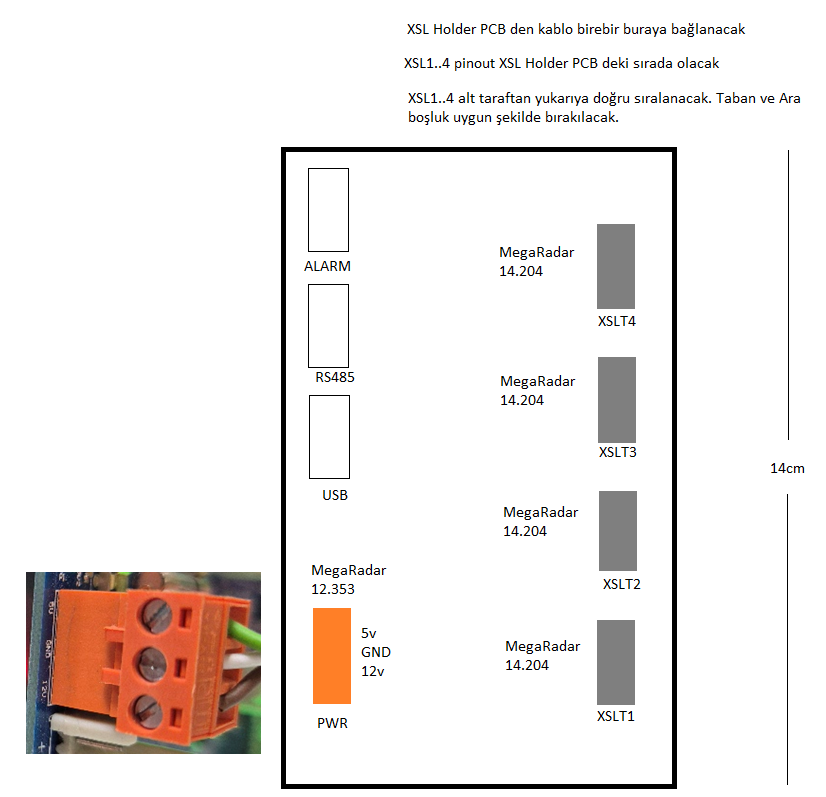 XSL Holder PCB den kablo birebir buraya bağlanacak
XSL1..4 pinout XSL Holder PCB deki sırada olacak
XSL1..4 alt taraftan yukarıya doğru sıralanacak. Taban ve Ara
boşluk uygun şekilde bırakılacak.
ALARM
MegaRadar
14.204
XSLT4
RS485
MegaRadar
14.204
XSLT3
14cm
USB
MegaRadar
14.204
XSLT2
MegaRadar
12.353
5v
GND
12v
PWR
MegaRadar
14.204
XSLT1
5V
GND
12V
+